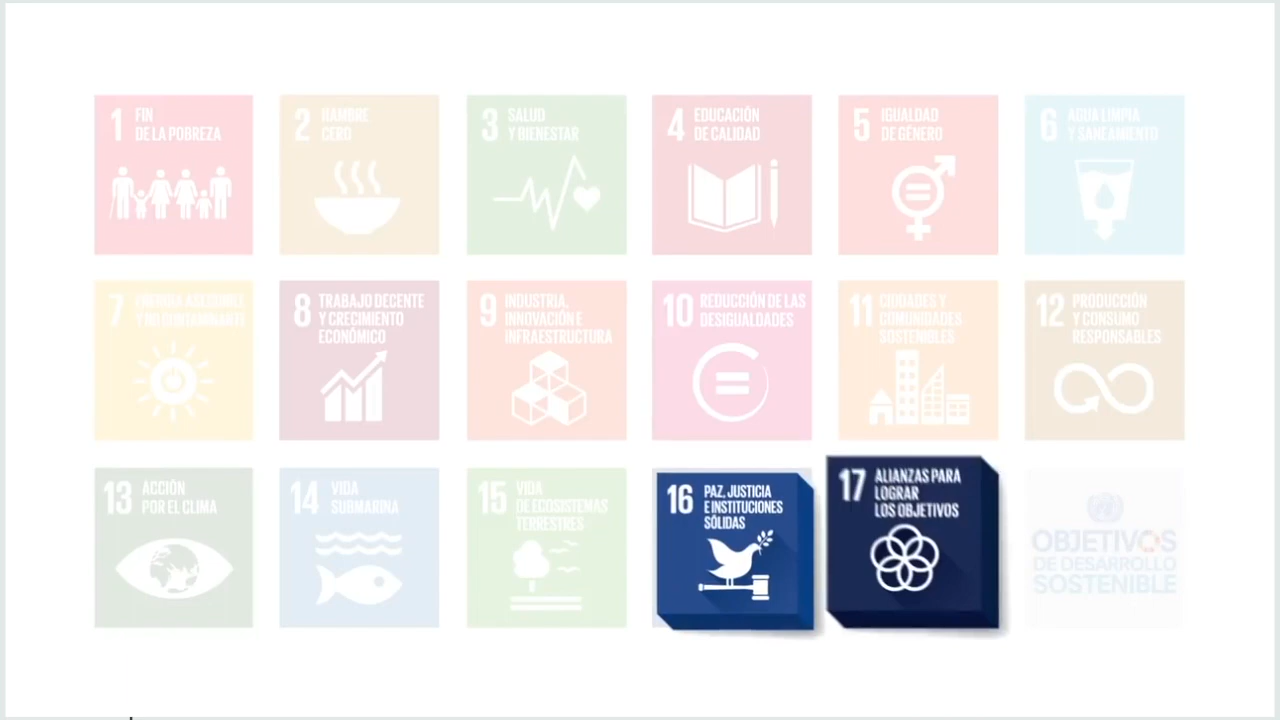 1 FIN
DE LA POBREZA
2 HAMBRE
CERO
3 SALUD
Y BIENESTAR
4 EDUCACIÓN
DE CALIDAD
5 IGUALDAD
DE GÉNERO
6 AGUA LIMPIA
Y SANEAMIENTO
7 ENERGÍA ASEQUIBLE
Y NO CONTAMINANTE
8 TRABAJO DECENTE
Y CRECIMIENTO
ECONÓMICO
9 INDUSTRIA,
INNOVACIÓN E
INFRAESTRUCTURA
10 REDUCCIÓN DE LAS
DESIGUALDADES
11 CIUDADES Y
COMUNIDADES
SOSTENIBLES
12 PRODUCCIÓN
Y CONSUMO
RESPONSABLES
13 ACCIÓN
POR EL CLIMA
14 VIDA
SUBMARINA
15 VIDA
DE ECOSISTEMAS
TERRESTRES
16 PAZ, JUSTICIA
E INSTITUCIONES
SÓLIDAS
17 ALIANZAS PARA
LOGRAR
LOS OBJETIVOS
OBJETIVOS
DE DESARROLLO
SOSTENIBLE